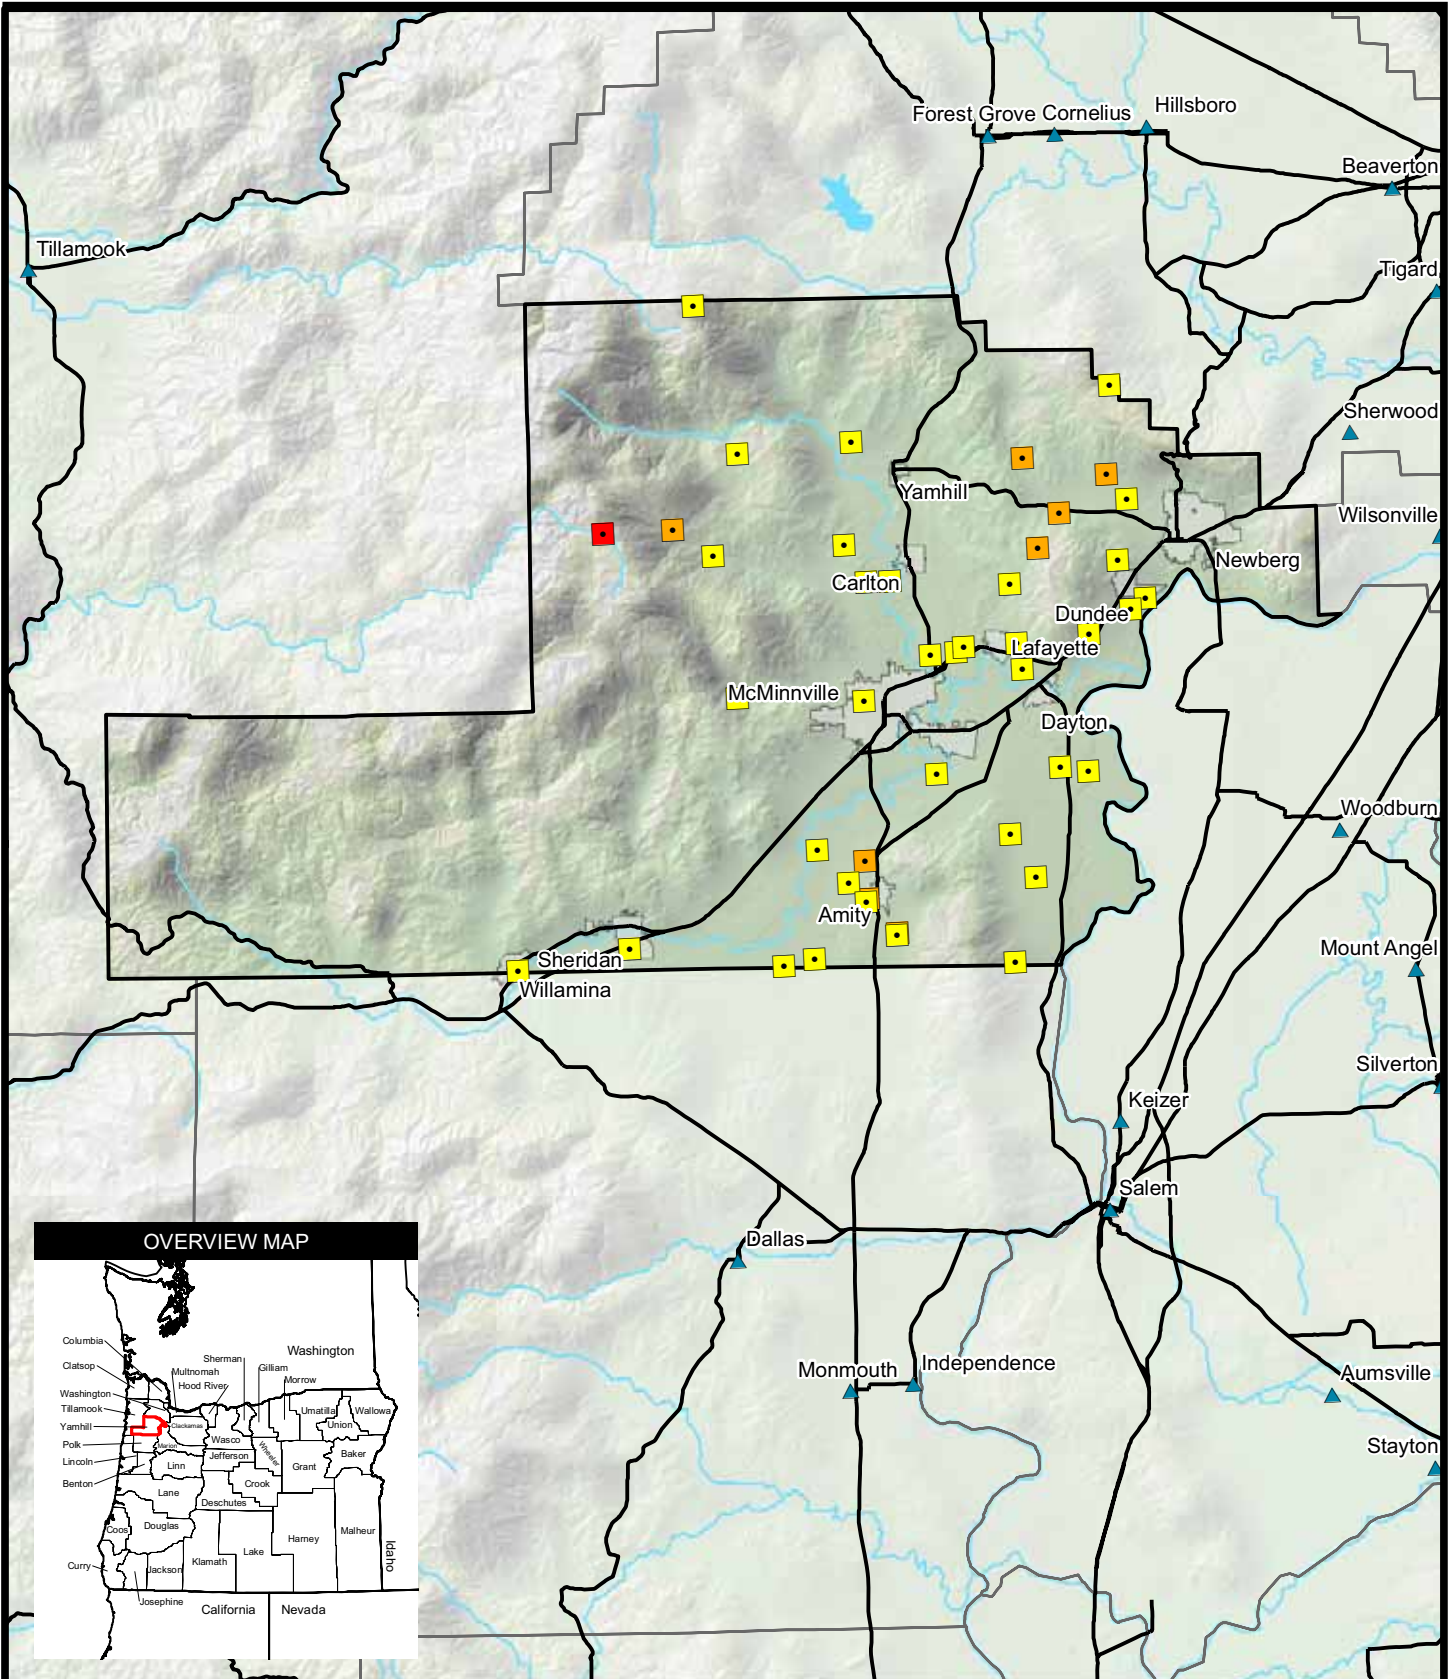 Forest Grove
Cornelius
Hillsboro
Beaverton
Tillamook
Tigard
Sherwood
Yamhill
Wilsonville
Newberg
Carlton
Dundee
Lafayette
McMinnville
Dayton
Woodburn
Amity
Mount Angel
Sheridan
Willamina
Silverton
Keizer
Salem
Dallas
Monmouth
Independence
Aumsville
Stayton
OVERVIEW MAP
Columbia
Washington
Sherman
Clatsop
Multnomah
Gilliam
Hood River
Morrow
Washington
Tillamook
Umatilla
Wallowa
Yamhill
Clackamas
Union
Polk
Marion
Wasco
Wheeler
Baker
Lincoln
Linn
Jefferson
Grant
Benton
Crook
Lane
Deschutes
Coos
Douglas
Malheur
Harney
Lake
Klamath
Idaho
Curry
Jackson
Josephine
California
Nevada